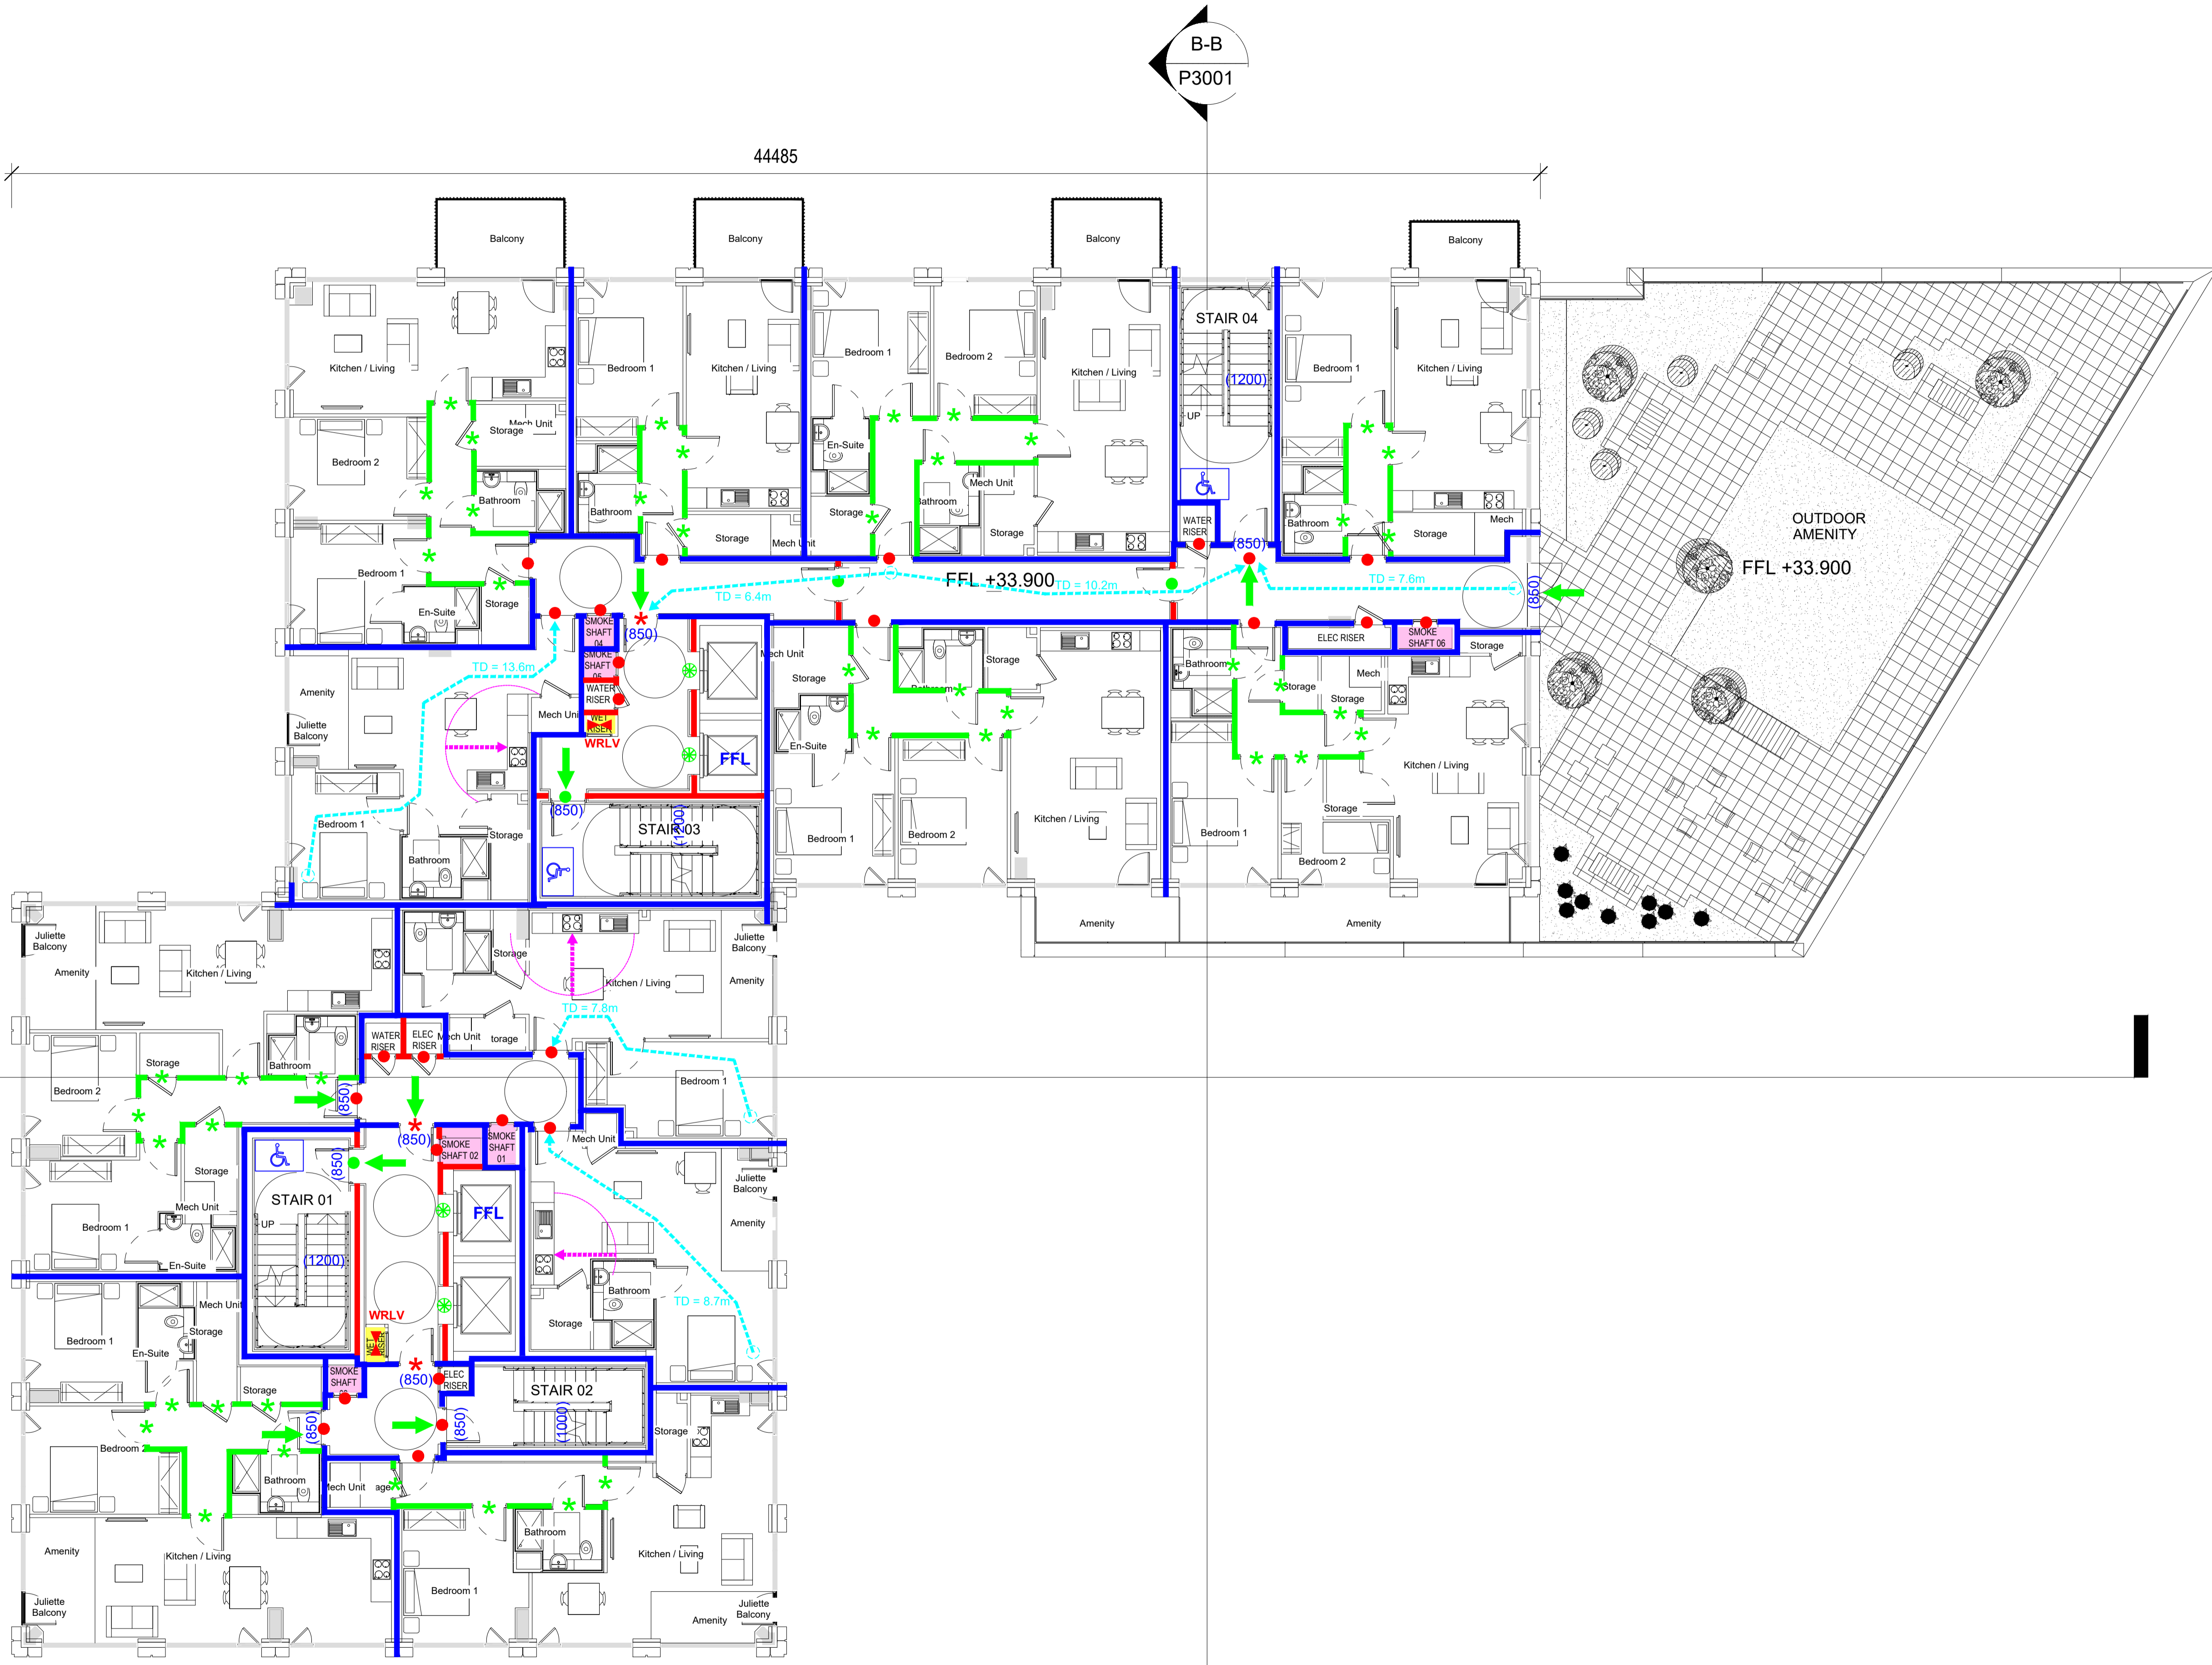 B-B
P3001
44485
Balcony
Balcony
Balcony
Balcony
STAIR 04
(1200)
UP
Kitchen / Living
Bedroom 1
Kitchen / Living
Bedroom 1
Bedroom 2
Kitchen / Living
Bedroom 1
Kitchen / Living
Mech Unit
Storage
Bedroom 2
Bathroom
Bathroom
Storage
Mech Unit
En-Suite
Storage
Bathroom
Mech Unit
Storage
WATER
RISER
(850)
Bathroom
Storage
Mech
OUTDOOR
AMENITY
FFL +33.900
Bedroom 1
En-Suite
Storage
FFL +33.900
TD = 6.4m
TD = 10.2m
TD = 7.6m
(850)
SMOKE
SHAFT
04
(850)
SMOKE
SHAFT
05
WATER
RISER
WET
RISER
WRLV
FFL
(850)
STAIR 03
(1200)
TD = 13.6m
Amenity
Juliette
Balcony
Mech Unit
Bedroom 1
Bathroom
Storage
Mech Unit
Storage
En-Suite
Bathroom
Storage
Bedroom 1
Bedroom 2
Kitchen / Living
ELEC RISER
SMOKE
SHAFT 06
Storage
Bathroom
Storage
Mech
Storage
Kitchen / Living
Storage
Bedroom 1
Bedroom 2
Amenity
Amenity
Juliette
Balcony
Amenity
Kitchen / Living
Storage
Kitchen / Living
Juliette
Balcony
Amenity
TD = 7.8m
WATER
RISER
ELEC
RISER
Mech Unit
torage
Storage
Bathroom
Bedroom 2
Bedroom 1
(850)
(850)
SMOKE
SHAFT 02
SMOKE
SHAFT
01
Mech Unit
(850)
STAIR 01
UP
(1200)
FFL
Storage
Mech Unit
Bedroom 1
En-Suite
Juliette
Balcony
Amenity
TD = 8.7m
Bathroom
Storage
WRLV
WET
RISER
Mech Unit
Bedroom 1
Storage
En-Suite
SMOKE
SHAFT
(850)
ELEC
RISER
STAIR 02
(1000)
(850)
(850)
Storage
Bedroom 2
Bathroom
Mech Unit
age
Storage
Bathroom
Amenity
Kitchen / Living
Kitchen / Living
Bedroom 1
Juliette
Balcony
Amenity
Juliette
Balcony